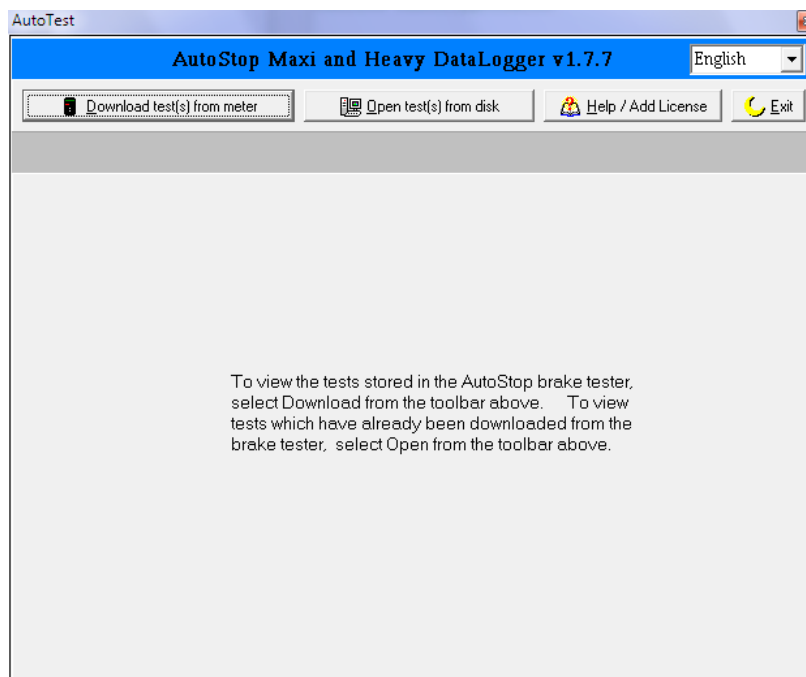 AutoTest
AutoStop Maxi and Heavy DataLogger v1.7.7
English
Download test(s) from meter
Open test(s) from disk
Help / Add License
Exit
To view the tests stored in the AutoStop brake tester,
select Download from the toolbar above. To view
tests which have already been downloaded from the
brake tester, select Open from the toolbar above.